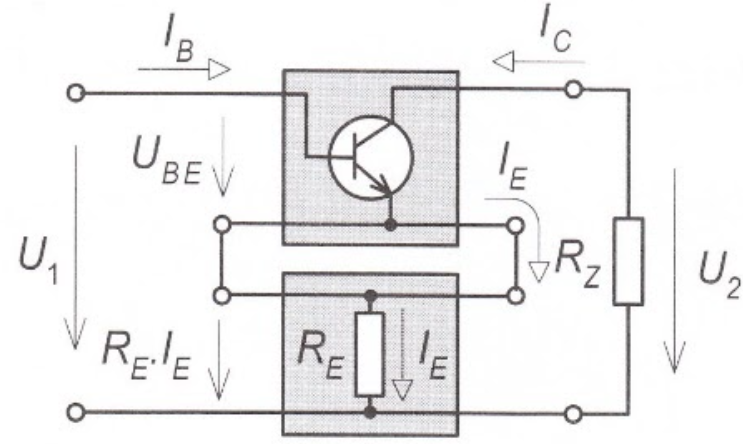 I_B
I_C
U_BE
I_E
U_1
R_Z
U_2
R_E.I_E
R_E
I_E